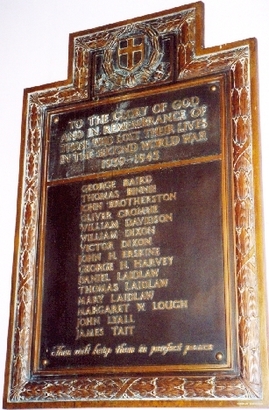 TO THE GLORY OF GOD
AND IN REMEMBRANCE OF
THOSE WHO LOST THEIR LIVES
IN THE SECOND WORLD WAR
1939-1945
GEORGE BAIRD
THOMAS BINNIE
JOHN BROTHERSTON
OLIVER CROMBIE
WILLIAM DAVIDSON
WILLIAM DIXON
VICTOR DIXON
JOHN H. ERSKINE
GEORGE H. HARVEY
DANIEL LAIDLAW
THOMAS LAIDLAW
MARY LAIDLAW
MARGARET W. LOUGH
JOHN LYALL
JAMES TAIT
Thou wilt keep them in perfect peace